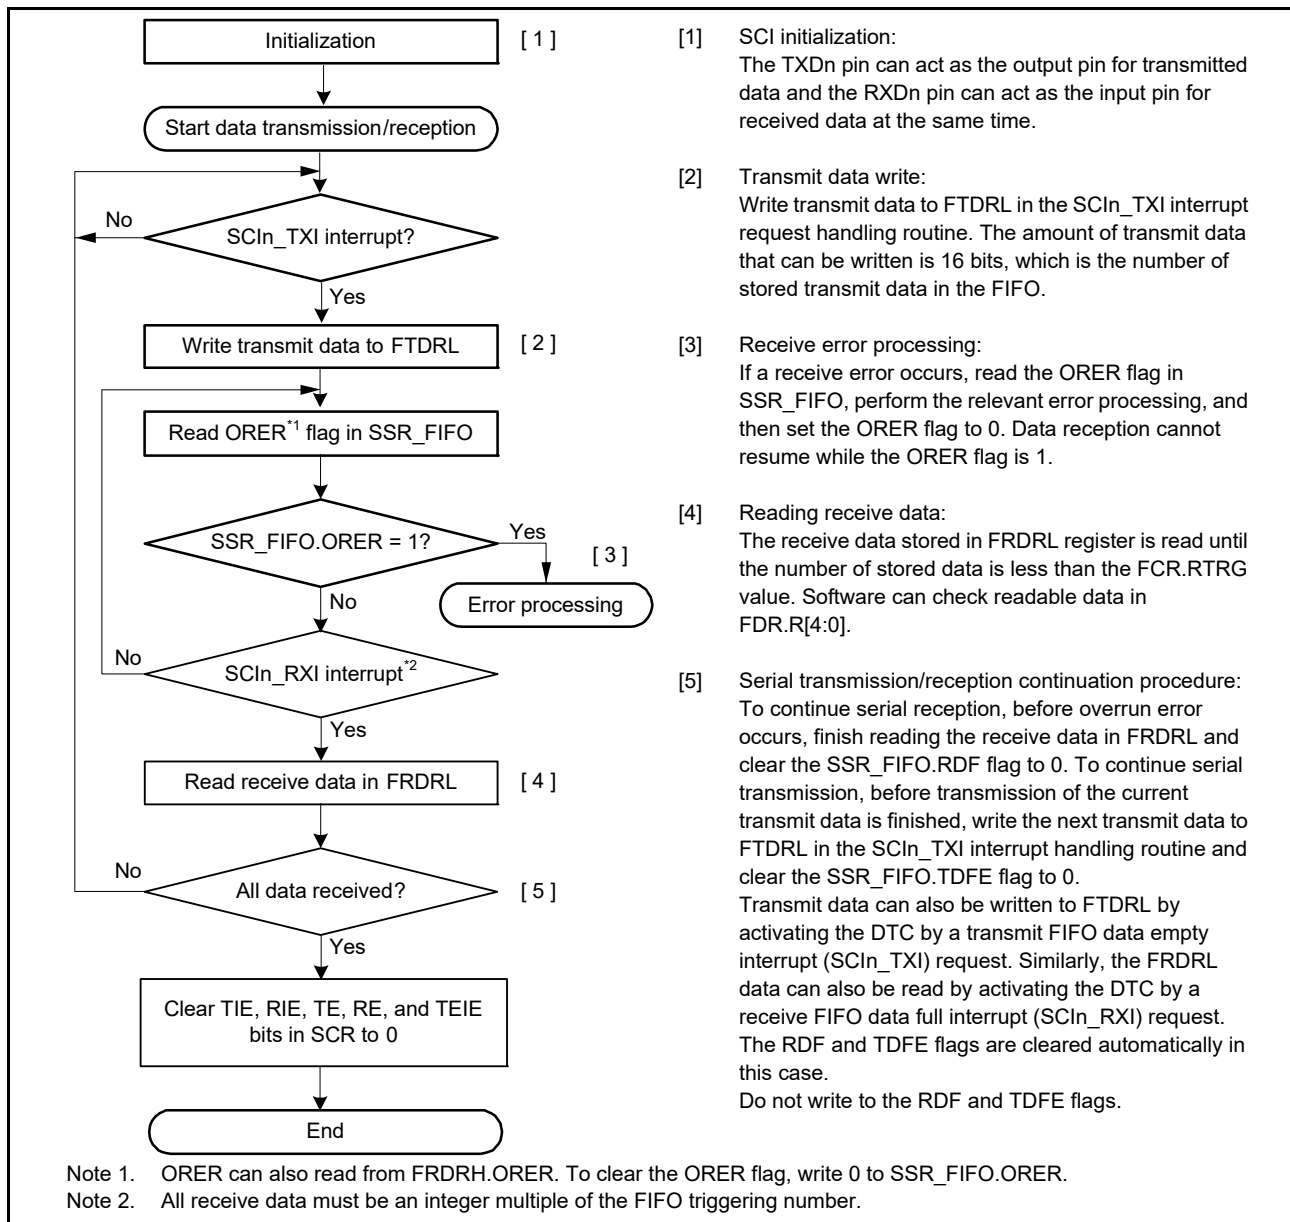 Initialization
[ 1 ]
Start data transmission/reception
No
SCIn_TXI interrupt?
Yes
Write transmit data to FTDRL
[ 2 ]
Read ORER*1 flag in SSR_FIFO
SSR_FIFO.ORER = 1?
Yes
[ 3 ]
Error processing
No
No
SCIn_RXI interrupt*2
Yes
Read receive data in FRDRL
[ 4 ]
No
All data received?
[ 5 ]
Yes
Clear TIE, RIE, TE, RE, and TEIE
bits in SCR to 0
End
[1] SCI initialization:
The TXDn pin can act as the output pin for transmitted
data and the RXDn pin can act as the input pin for
received data at the same time.
[2] Transmit data write:
Write transmit data to FTDRL in the SCIn_TXI interrupt
request handling routine. The amount of transmit data
that can be written is 16 bits, which is the number of
stored transmit data in the FIFO.
[3] Receive error processing:
If a receive error occurs, read the ORER flag in
SSR_FIFO, perform the relevant error processing, and
then set the ORER flag to 0. Data reception cannot
resume while the ORER flag is 1.
[4] Reading receive data:
The receive data stored in FRDRL register is read until
the number of stored data is less than the FCR.RTRG
value. Software can check readable data in
FDR.R[4:0].
[5] Serial transmission/reception continuation procedure:
To continue serial reception, before overrun error
occurs, finish reading the receive data in FRDRL and
clear the SSR_FIFO.RDF flag to 0. To continue serial
transmission, before transmission of the current
transmit data is finished, write the next transmit data to
FTDRL in the SCIn_TXI interrupt handling routine and
clear the SSR_FIFO.TDFE flag to 0.
Transmit data can also be written to FTDRL by
activating the DTC by a transmit FIFO data empty
interrupt (SCIn_TXI) request. Similarly, the FRDRL
data can also be read by activating the DTC by a
receive FIFO data full interrupt (SCIn_RXI) request.
The RDF and TDFE flags are cleared automatically in
this case.
Do not write to the RDF and TDFE flags.
Note 1. ORER can also read from FRDRH.ORER. To clear the ORER flag, write 0 to SSR_FIFO.ORER.
Note 2. All receive data must be an integer multiple of the FIFO triggering number.